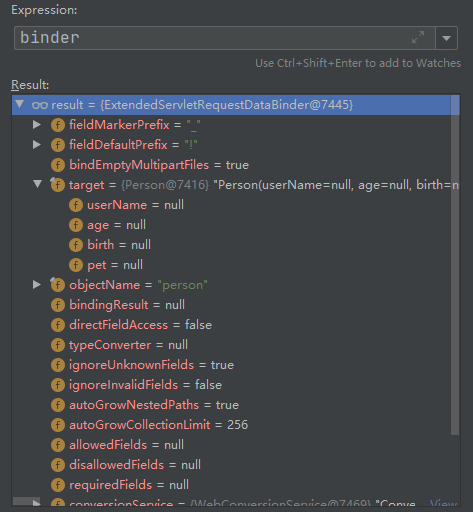 Expression:
binder
Use Ctrl+Shift+Enter to add to Watches
Result:
result = {ExtendedServletRequestDataBinder@7445}
f fieldMarkerPrefix = "_"
f fieldDefaultPrefix = "!"
f bindEmptyMultipartFiles = true
f target = {Person@7416} "Person(userName=null, age=null, birth=n
f userName = null
f age = null
f birth = null
f pet = null
f objectName = "person"
f bindingResult = null
f directFieldAccess = false
f typeConverter = null
f ignoreUnknownFields = true
f ignoreInvalidFields = false
f autoGrowNestedPaths = true
f autoGrowCollectionLimit = 256
f allowedFields = null
f disallowedFields = null
f requiredFields = null
f conversionService = {WebConversionService@7469} "Conve... View